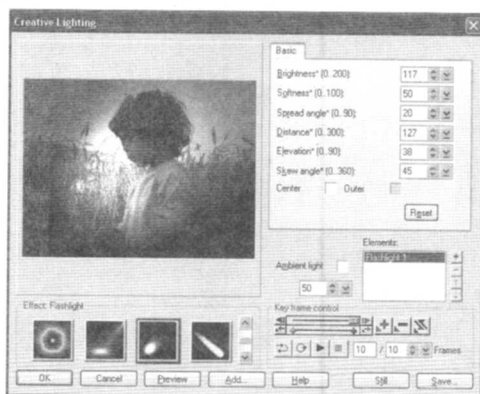 Creative Lighting
Basic
Brightness* (0..200): 117
Softness* (0..100): 50
Spread angle* (0..90): 20
Distance* (0..300): 127
Elevation* (0..90): 38
Skew angle* (0..360): 45
Center Outer
Reset
Elements:
Ambient light
Flashlight 1
50
Effect: Flashlight
Key frame control
10 / 10 Frames
OK Cancel Preview Add... Help Still Save...